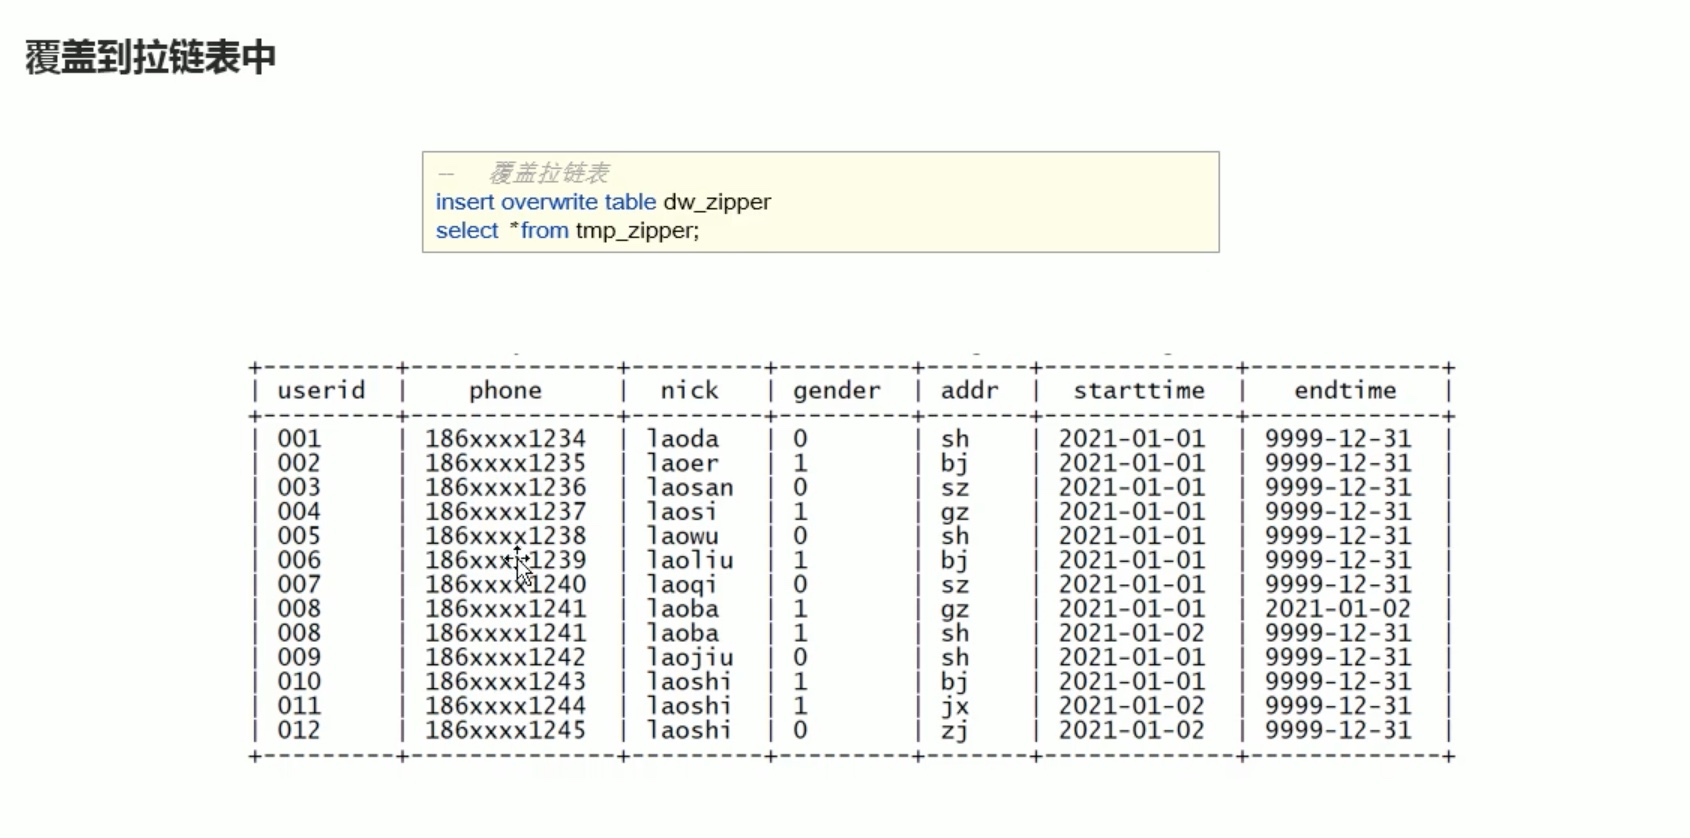 覆盖到拉链表中
-- 覆盖拉链表
insert overwrite table dw_zipper
select *from tmp_zipper;
+---------+--------------+---------+---------+-------+-------------+-------------+
| userid | phone | nick | gender | addr | starttime | endtime |
+---------+--------------+---------+---------+-------+-------------+-------------+
| 001 | 186xxxx1234 | laoda | 0 | sh | 2021-01-01 | 9999-12-31 |
| 002 | 186xxxx1235 | laoer | 1 | bj | 2021-01-01 | 9999-12-31 |
| 003 | 186xxxx1236 | laosan | 0 | sz | 2021-01-01 | 9999-12-31 |
| 004 | 186xxxx1237 | laosi | 1 | gz | 2021-01-01 | 9999-12-31 |
| 005 | 186xxxx1238 | laowu | 0 | sh | 2021-01-01 | 9999-12-31 |
| 006 | 186xxxx1239 | laoliu | 1 | bj | 2021-01-01 | 9999-12-31 |
| 007 | 186xxxx1240 | laoqi | 0 | sz | 2021-01-01 | 9999-12-31 |
| 008 | 186xxxx1241 | laoba | 1 | gz | 2021-01-01 | 2021-01-02 |
| 008 | 186xxxx1241 | laoba | 1 | sh | 2021-01-02 | 9999-12-31 |
| 009 | 186xxxx1242 | laojiu | 0 | sh | 2021-01-01 | 9999-12-31 |
| 010 | 186xxxx1243 | laoshi | 1 | bj | 2021-01-01 | 9999-12-31 |
| 011 | 186xxxx1244 | laoshi | 1 | jx | 2021-01-02 | 9999-12-31 |
| 012 | 186xxxx1245 | laoshi | 0 | zj | 2021-01-02 | 9999-12-31 |
+---------+--------------+---------+---------+-------+-------------+-------------+